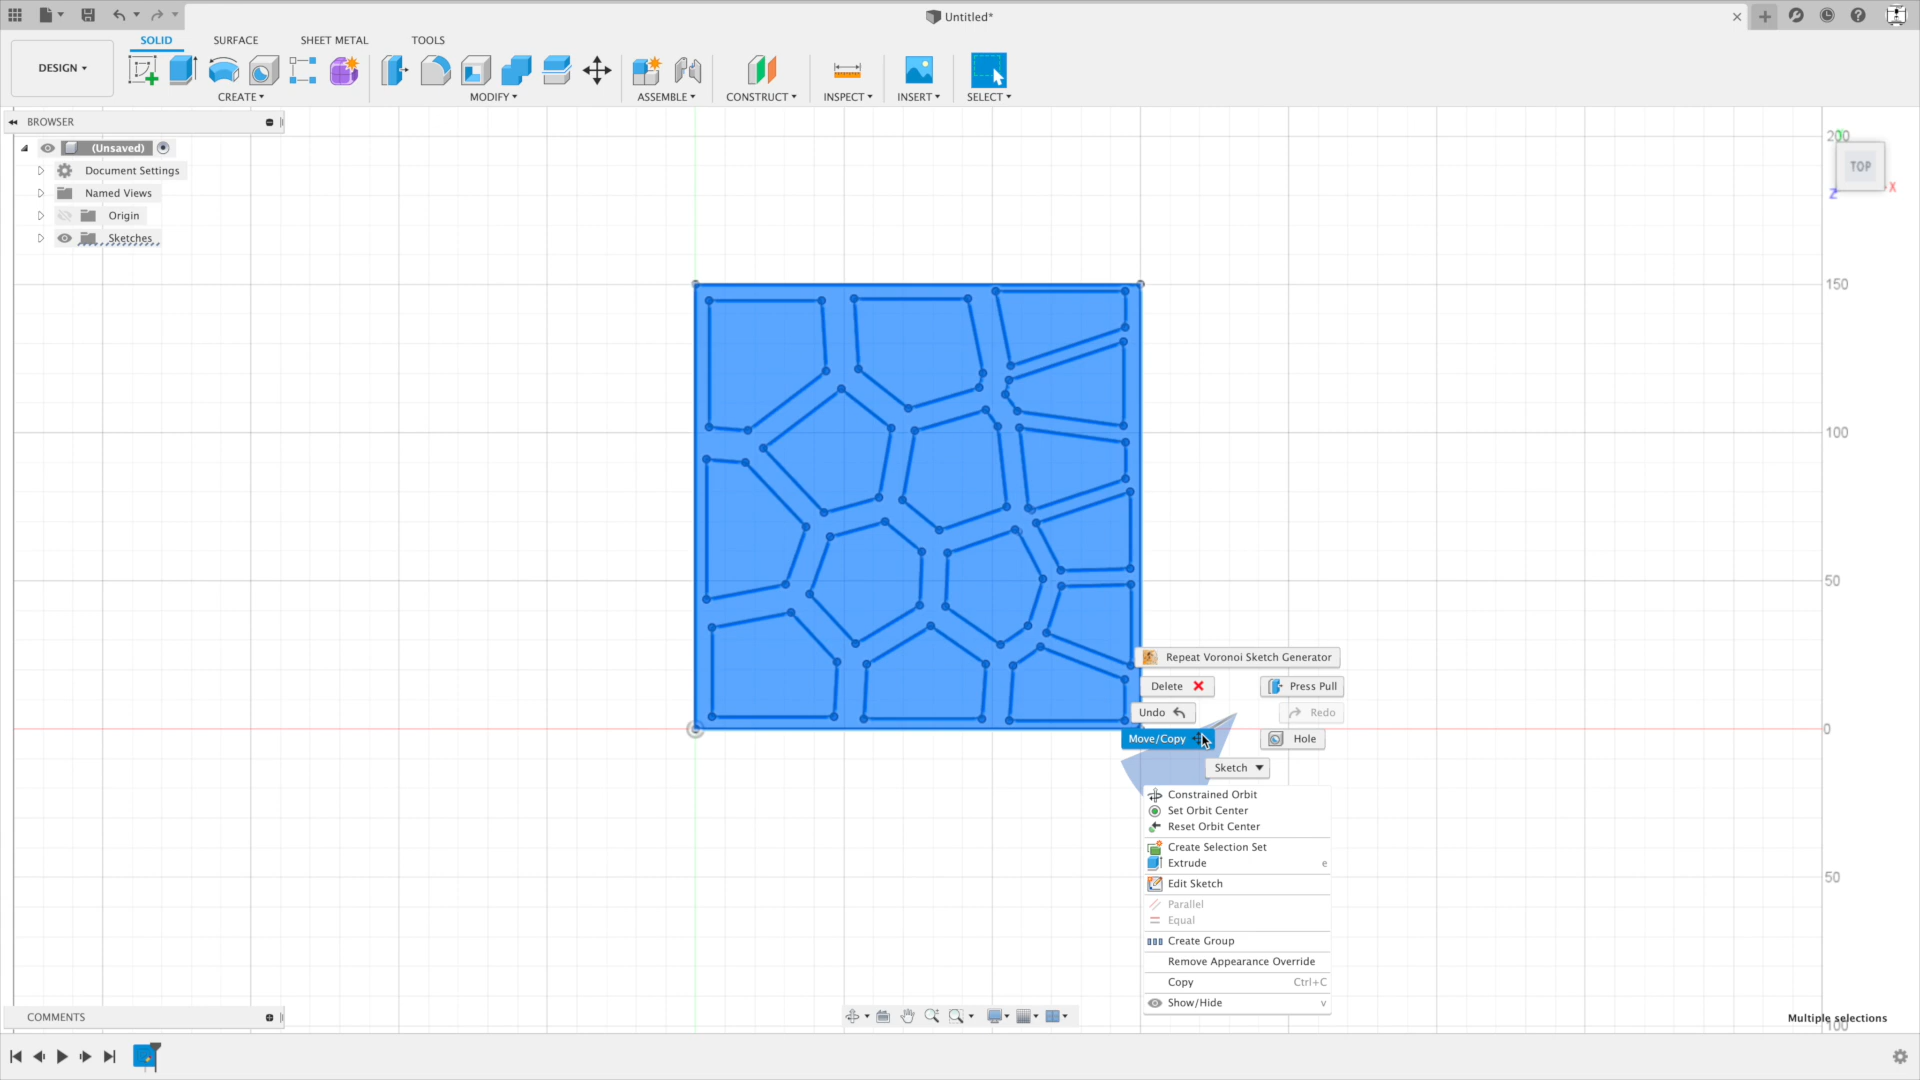 Untitled*
SOLID
SURFACE
SHEET METAL
TOOLS
DESIGN
CREATE
MODIFY
ASSEMBLE
CONSTRUCT
INSPECT
INSERT
SELECT
BROWSER
(Unsaved)
Document Settings
Named Views
Origin
Sketches
200
TOP
X
Z
150
100
50
0
50
100
Repeat Voronoi Sketch Generator
Delete
Press Pull
Undo
Redo
Move/Copy
Hole
Sketch
Constrained Orbit
Set Orbit Center
Reset Orbit Center
Create Selection Set
Extrude e
Edit Sketch
Parallel
Equal
Create Group
Remove Appearance Override
Copy Ctrl+C
Show/Hide v
COMMENTS
Multiple selections